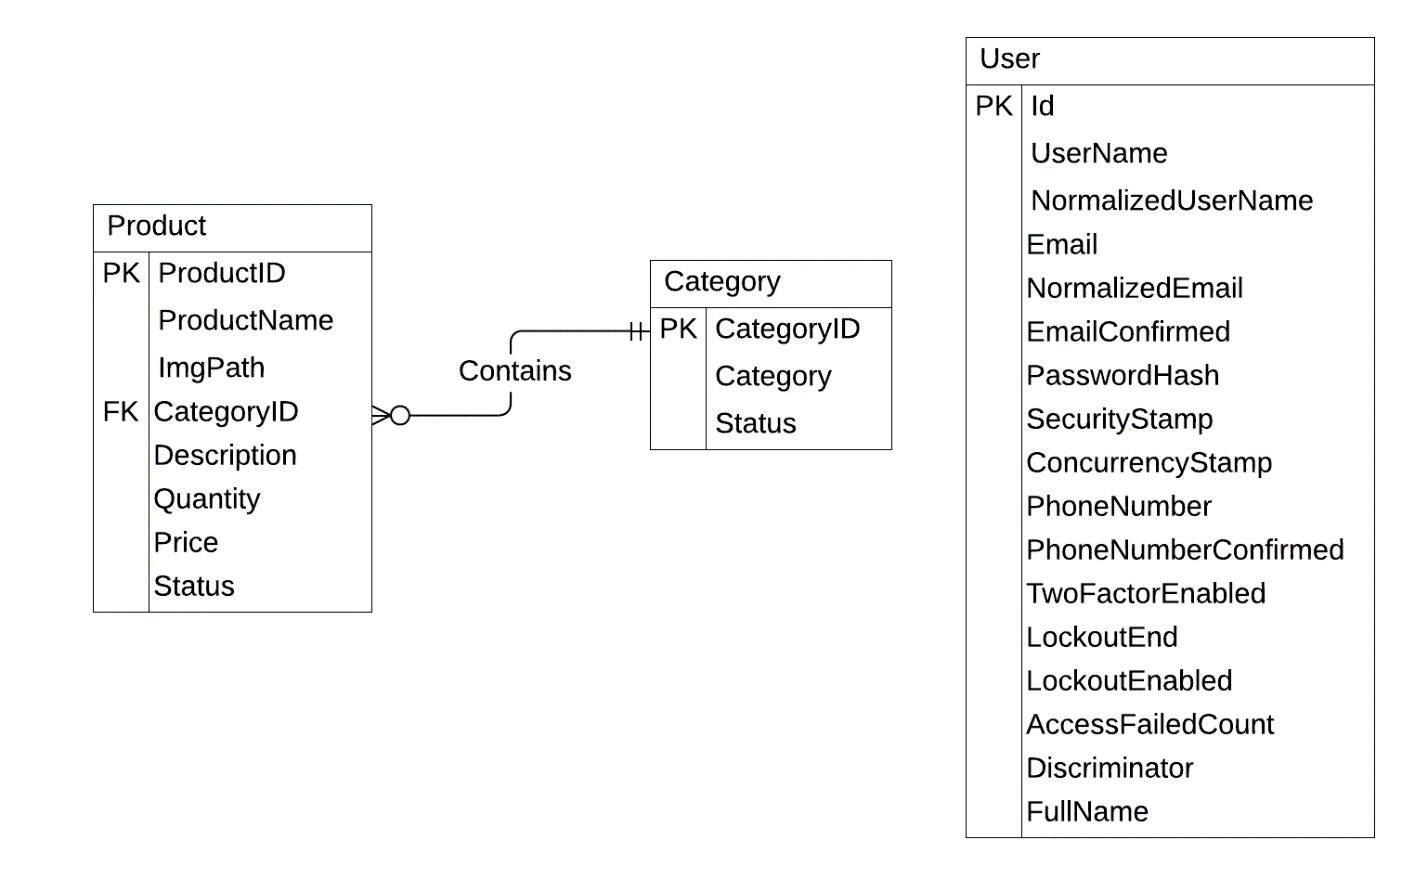 Product
PK ProductID
ProductName
ImgPath
FK CategoryID
Description
Quantity
Price
Status
Contains
Category
PK CategoryID
Category
Status
User
PK Id
UserName
NormalizedUserName
Email
NormalizedEmail
EmailConfirmed
PasswordHash
SecurityStamp
ConcurrencyStamp
PhoneNumber
PhoneNumberConfirmed
TwoFactorEnabled
LockoutEnd
LockoutEnabled
AccessFailedCount
Discriminator
FullName